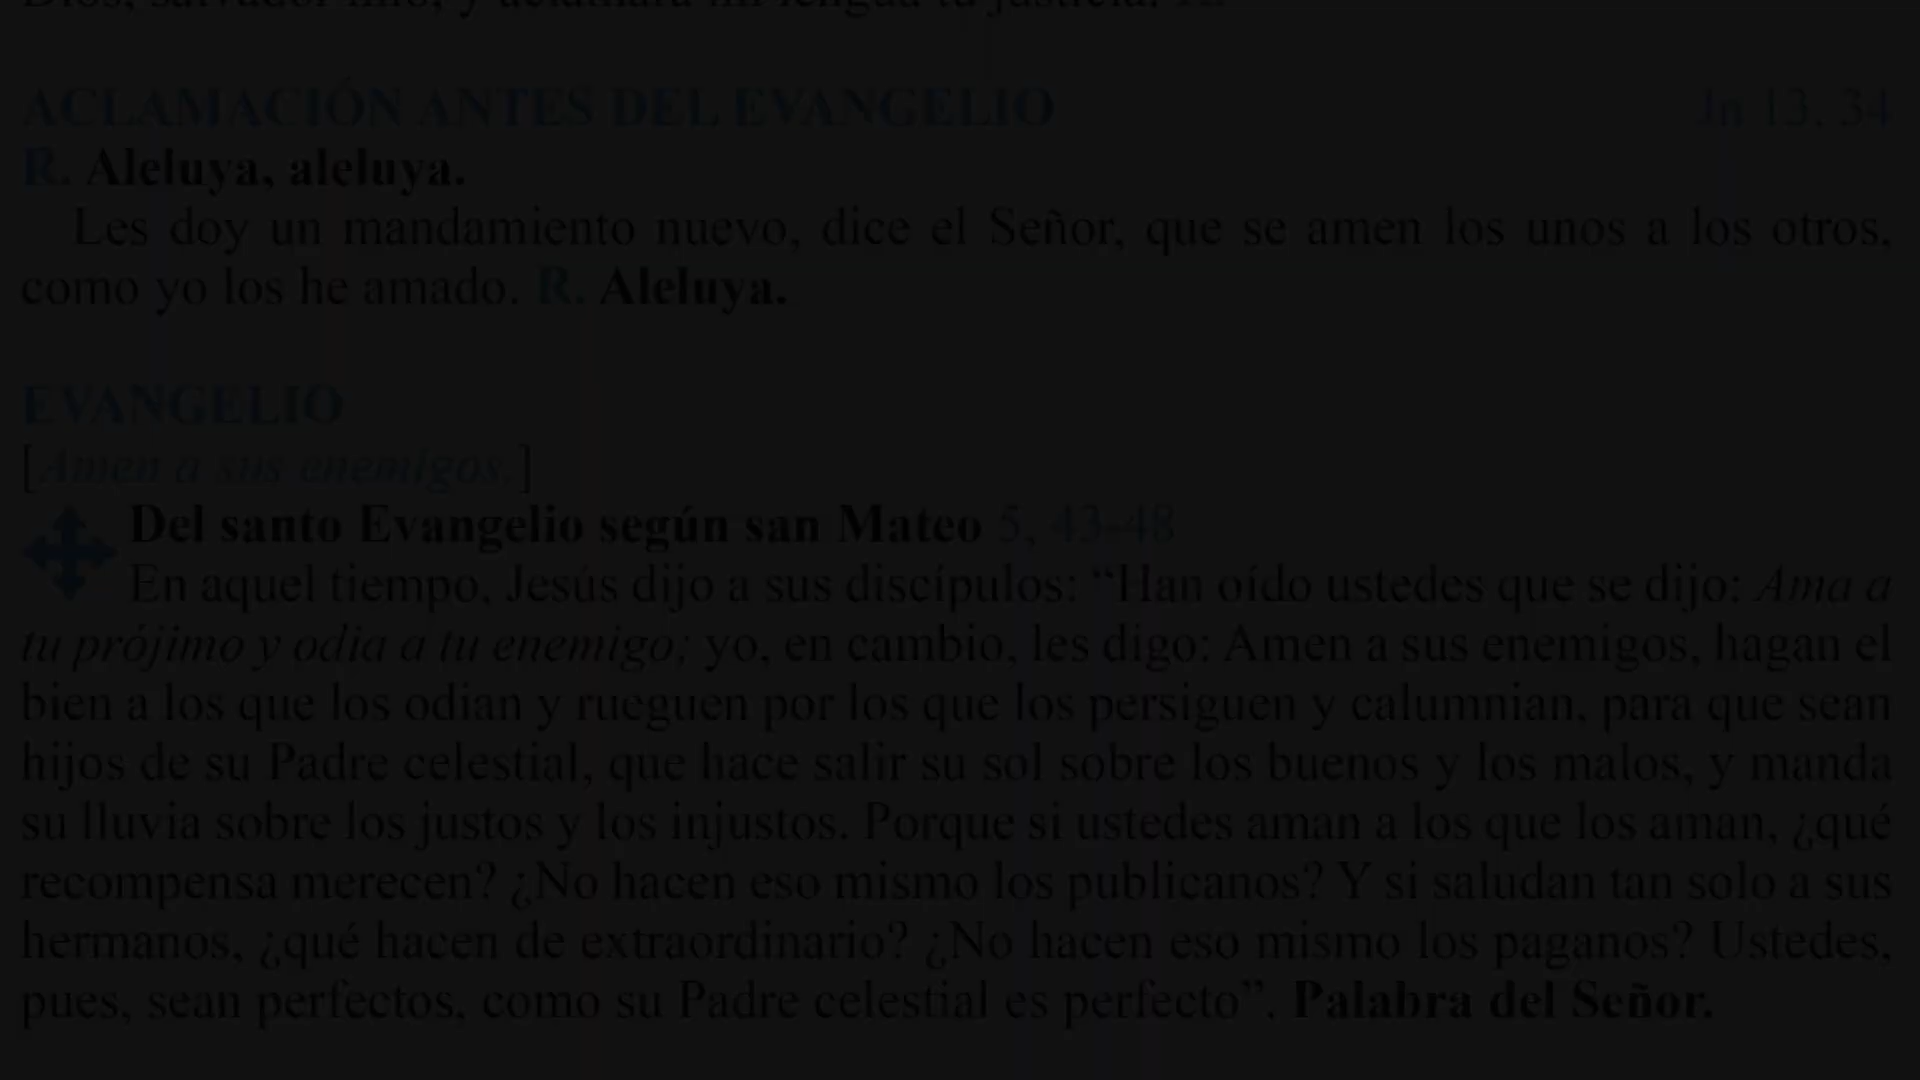 Dios, salvador mío, y aclamará mi lengua tu justicia. R.
ACLAMACIÓN ANTES DEL EVANGELIO Jn 13, 34
R. Aleluya, aleluya.
Les doy un mandamiento nuevo, dice el Señor, que se amen los unos a los otros,
como yo los he amado. R. Aleluya.
EVANGELIO
[Amen a sus enemigos.]
Del santo Evangelio según san Mateo 5, 43-48
En aquel tiempo, Jesús dijo a sus discípulos: “Han oído ustedes que se dijo: Ama a
tu prójimo y odia a tu enemigo; yo, en cambio, les digo: Amen a sus enemigos, hagan el
bien a los que los odian y rueguen por los que los persiguen y calumnian, para que sean
hijos de su Padre celestial, que hace salir su sol sobre los buenos y los malos, y manda
su lluvia sobre los justos y los injustos. Porque si ustedes aman a los que los aman, ¿qué
recompensa merecen? ¿No hacen eso mismo los publicanos? Y si saludan tan solo a sus
hermanos, ¿qué hacen de extraordinario? ¿No hacen eso mismo los paganos? Ustedes,
pues, sean perfectos, como su Padre celestial es perfecto”. Palabra del Señor.